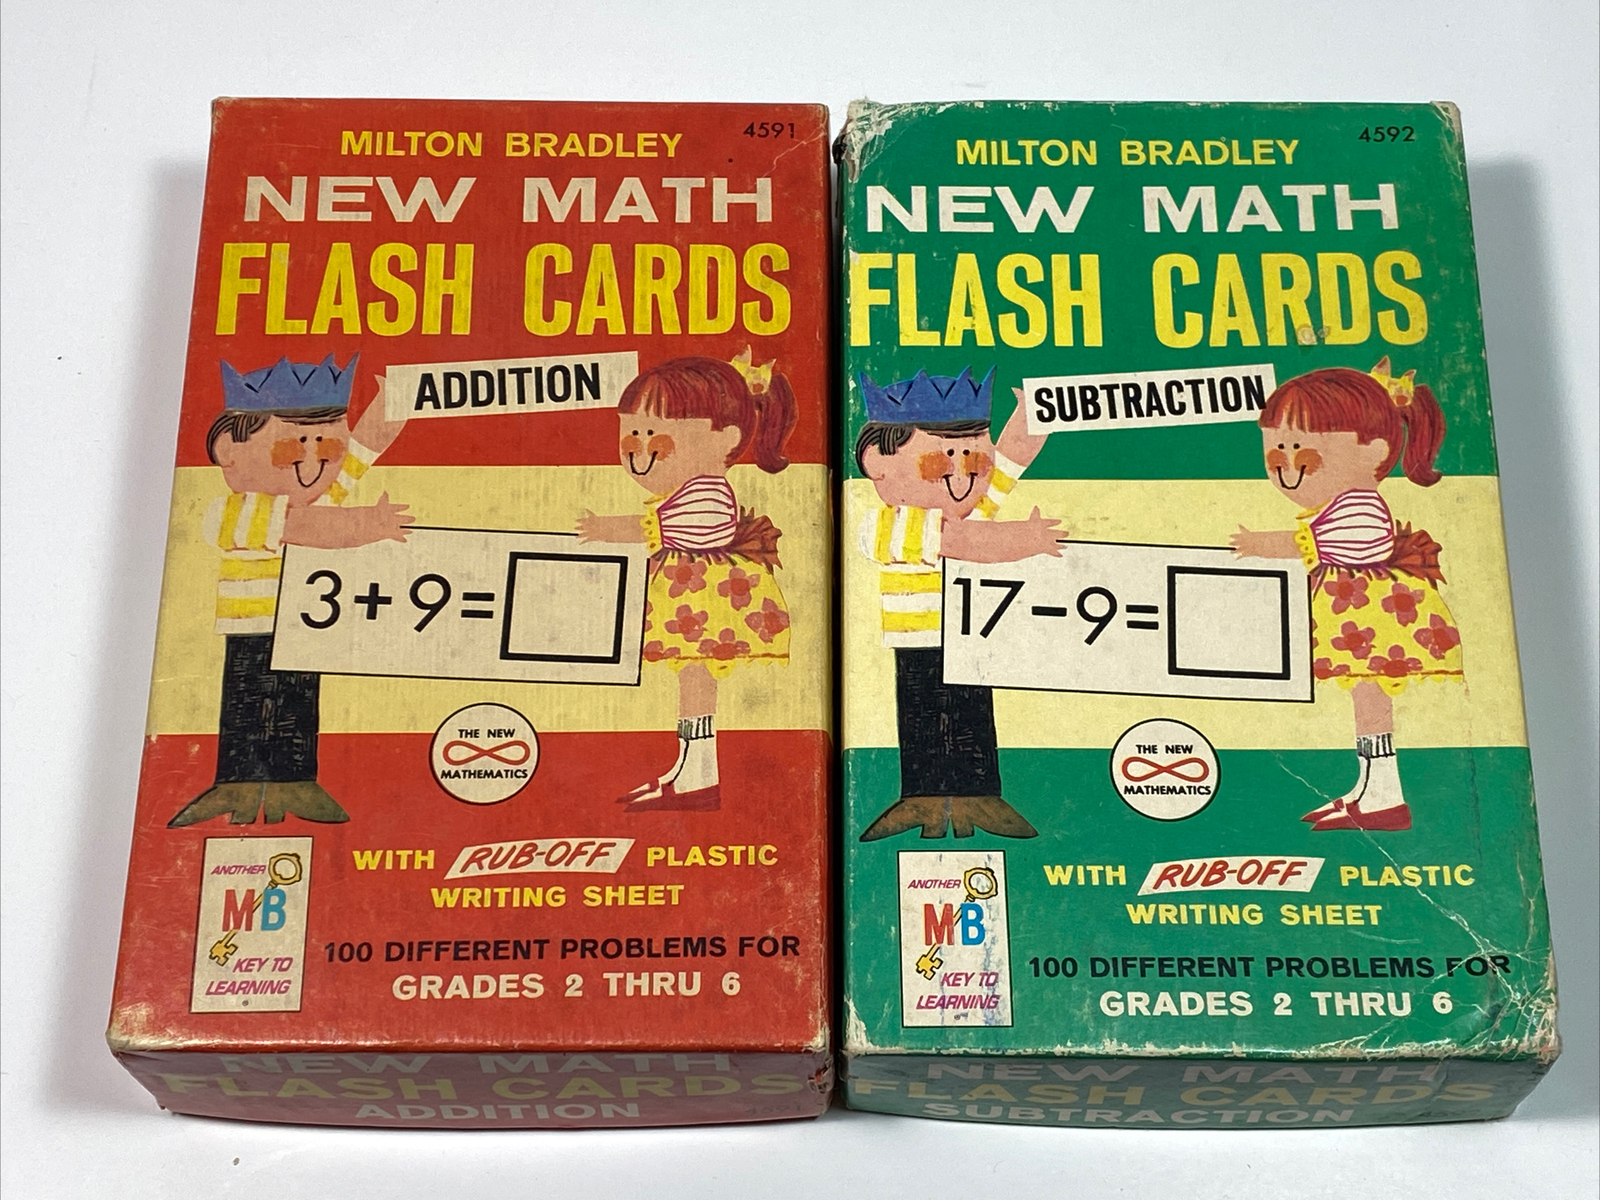 4591
MILTON BRADLEY
NEW MATH
FLASH CARDS
ADDITION
3+9=
THE NEW
MATHEMATICS
WITH RUB-OFF PLASTIC
WRITING SHEET
ANOTHER
MB
KEY TO
LEARNING
100 DIFFERENT PROBLEMS FOR
GRADES 2 THRU 6
NEW MATH
FLASH CARDS
ADDITION
4591
4592
MILTON BRADLEY
NEW MATH
FLASH CARDS
SUBTRACTION
17-9=
THE NEW
MATHEMATICS
WITH RUB-OFF PLASTIC
WRITING SHEET
ANOTHER
MB
KEY TO
LEARNING
100 DIFFERENT PROBLEMS FOR
GRADES 2 THRU 6
NEW MATH
FLASH CARDS
SUBTRACTION